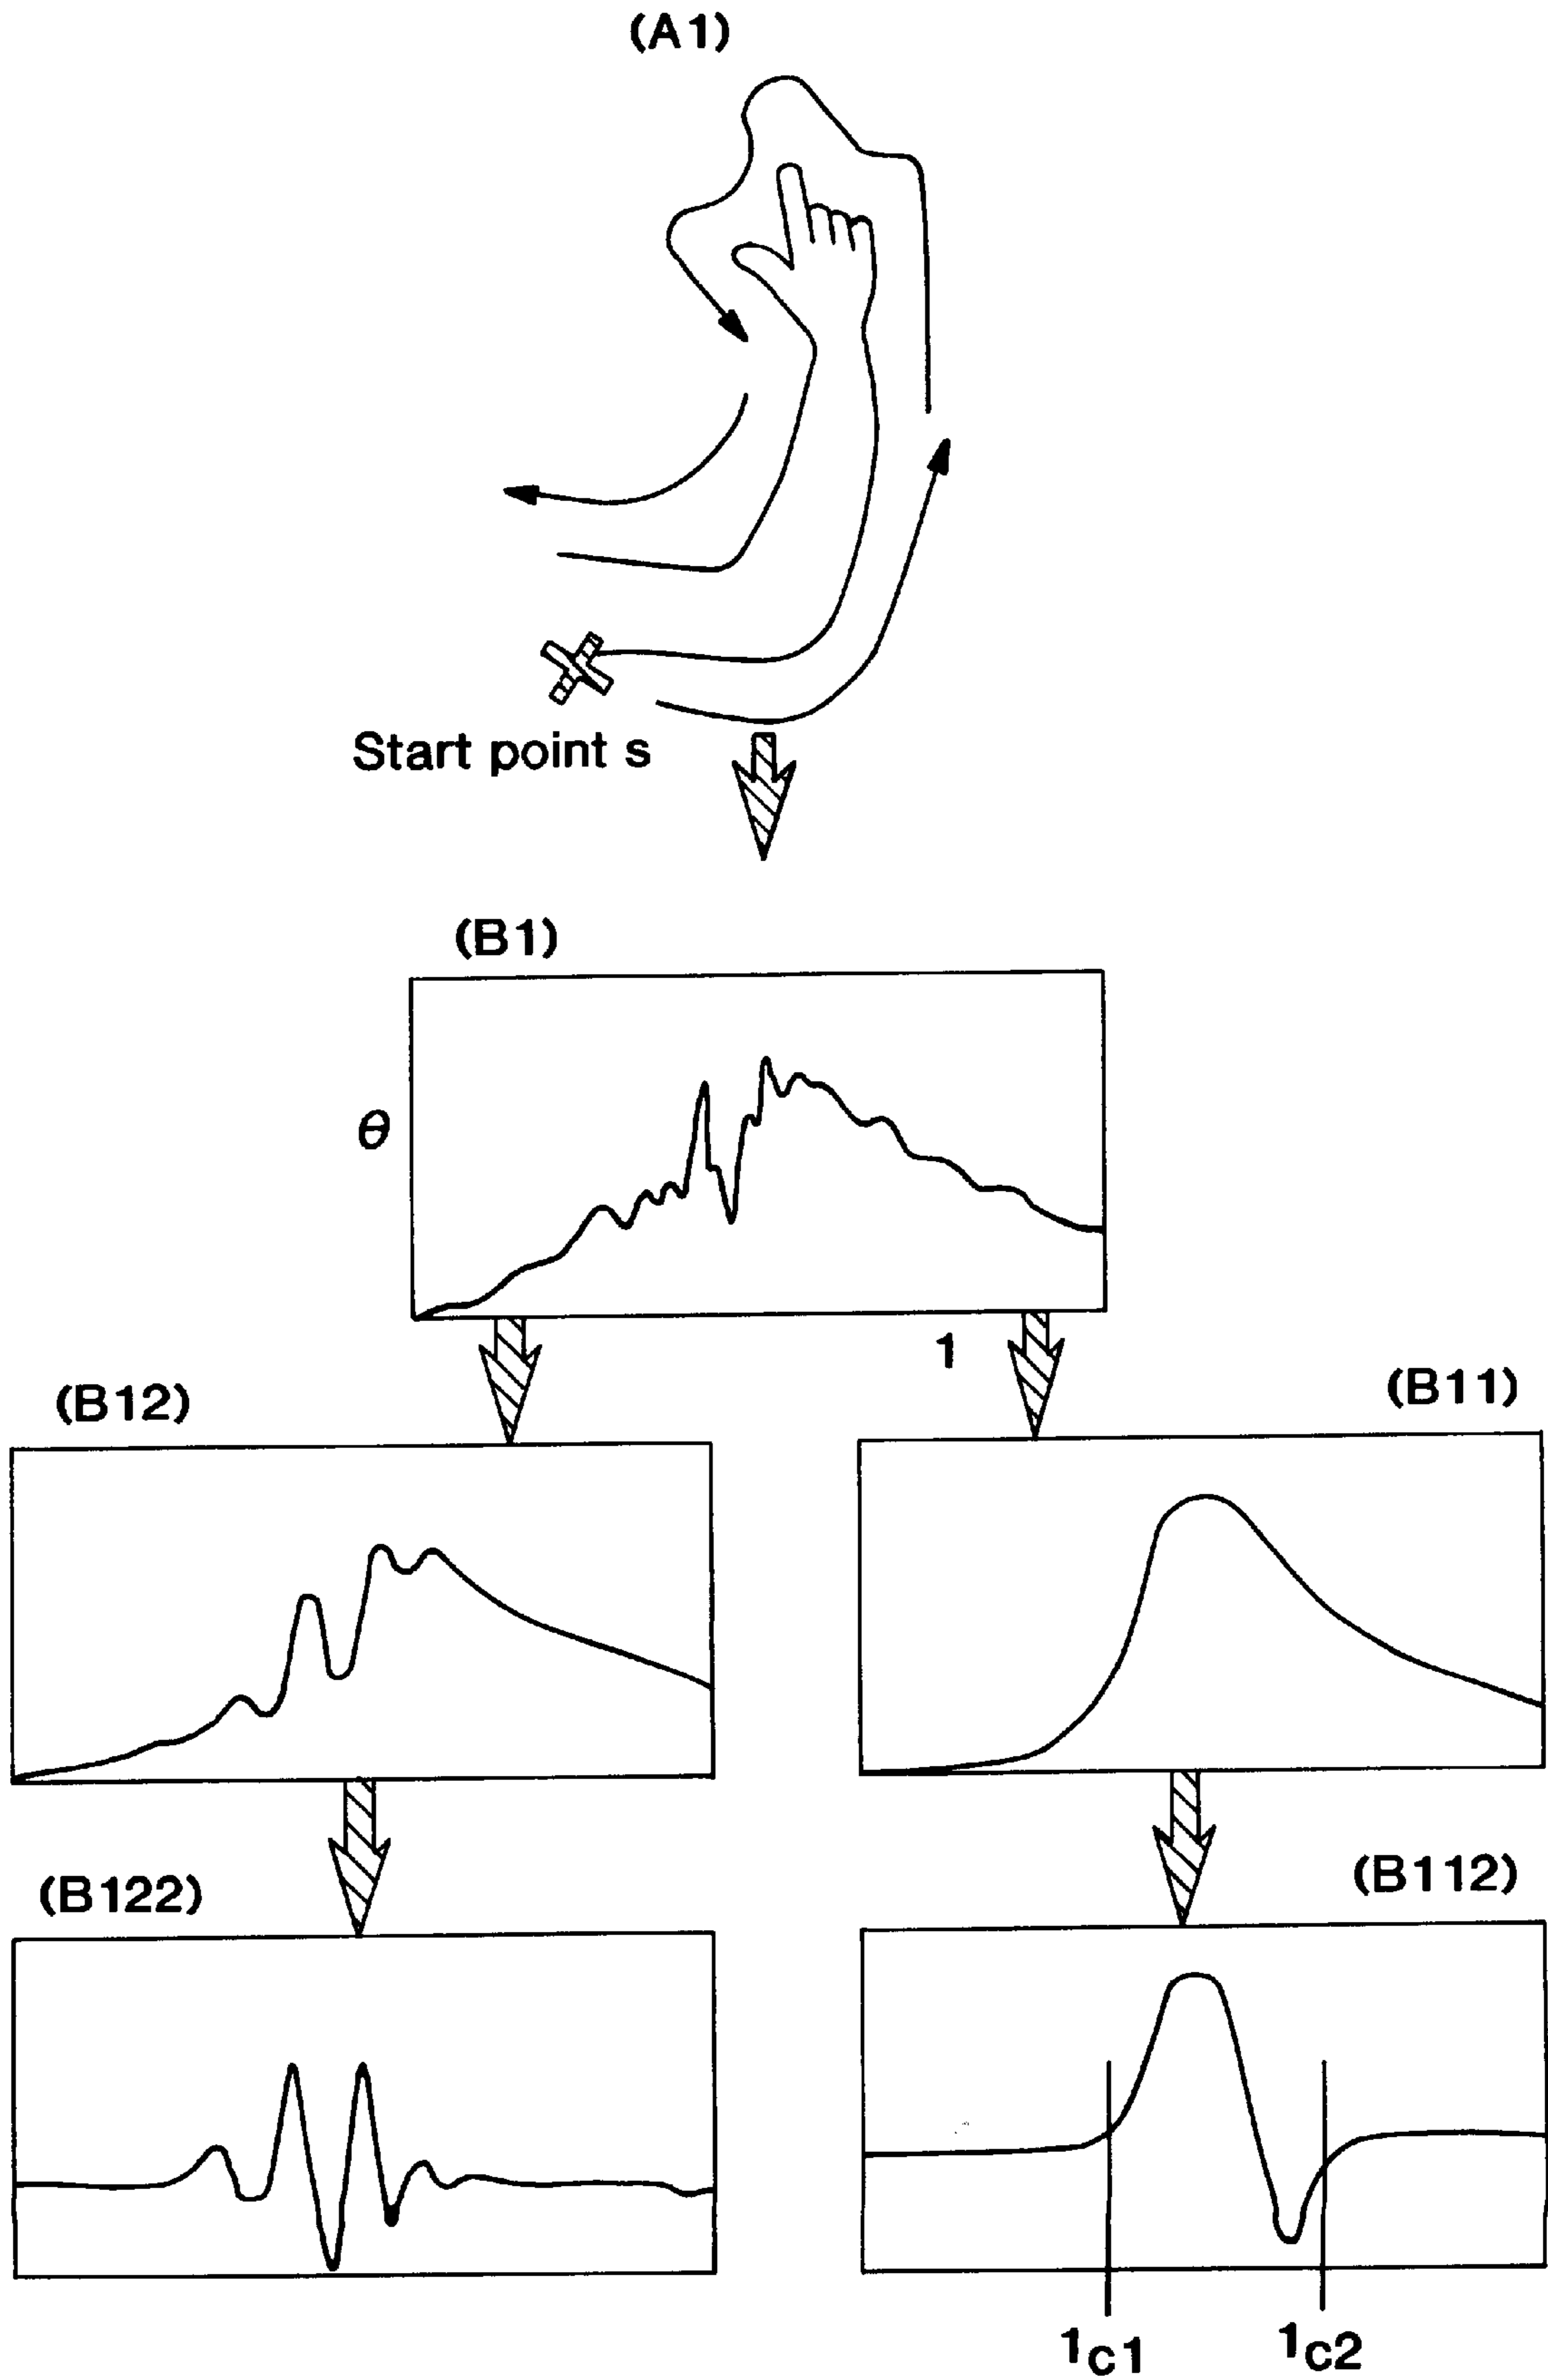 (A1)
Start point s
(B1)
θ
1
(B12)
(B11)
(B122)
(B112)
1c1
1c2